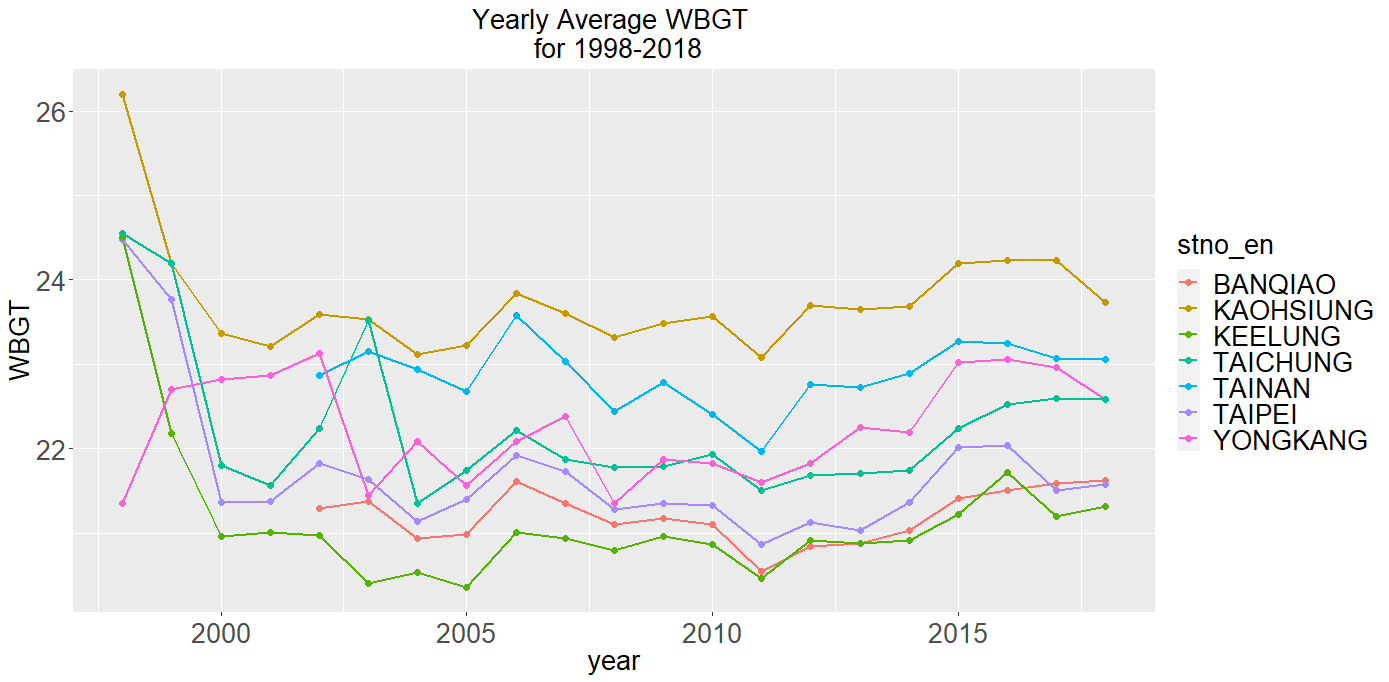 Yearly Average WBGT
for 1998-2018
26
24
22
WBGT
2000
2005
2010
2015
year
stno_en
BANQIAO
KAOHSIUNG
KEELUNG
TAICHUNG
TAINAN
TAIPEI
YONGKANG